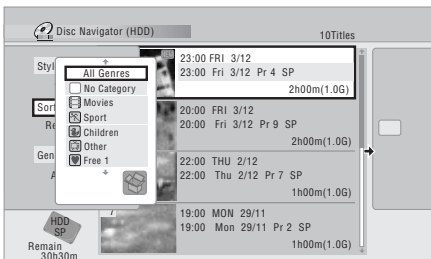 Disc Navigator (HDD)
10Titles
Styl
All Genres
No Category
Movies
Sport
Children
Other
Free 1
Sor
Re
Gen
23:00 FRI 3/12
23:00 Fri 3/12 Pr 4 SP
2h00m(1.0G)
20:00 FRI 3/12
20:00 Fri 3/12 Pr 9 SP
2h00m(1.0G)
22:00 THU 2/12
22:00 Thu 2/12 Pr 7 SP
1h00m(1.0G)
19:00 MON 29/11
19:00 Mon 29/11 Pr 2 SP
1h00m(1.0G)
HDD
SP
Remain
30h30m